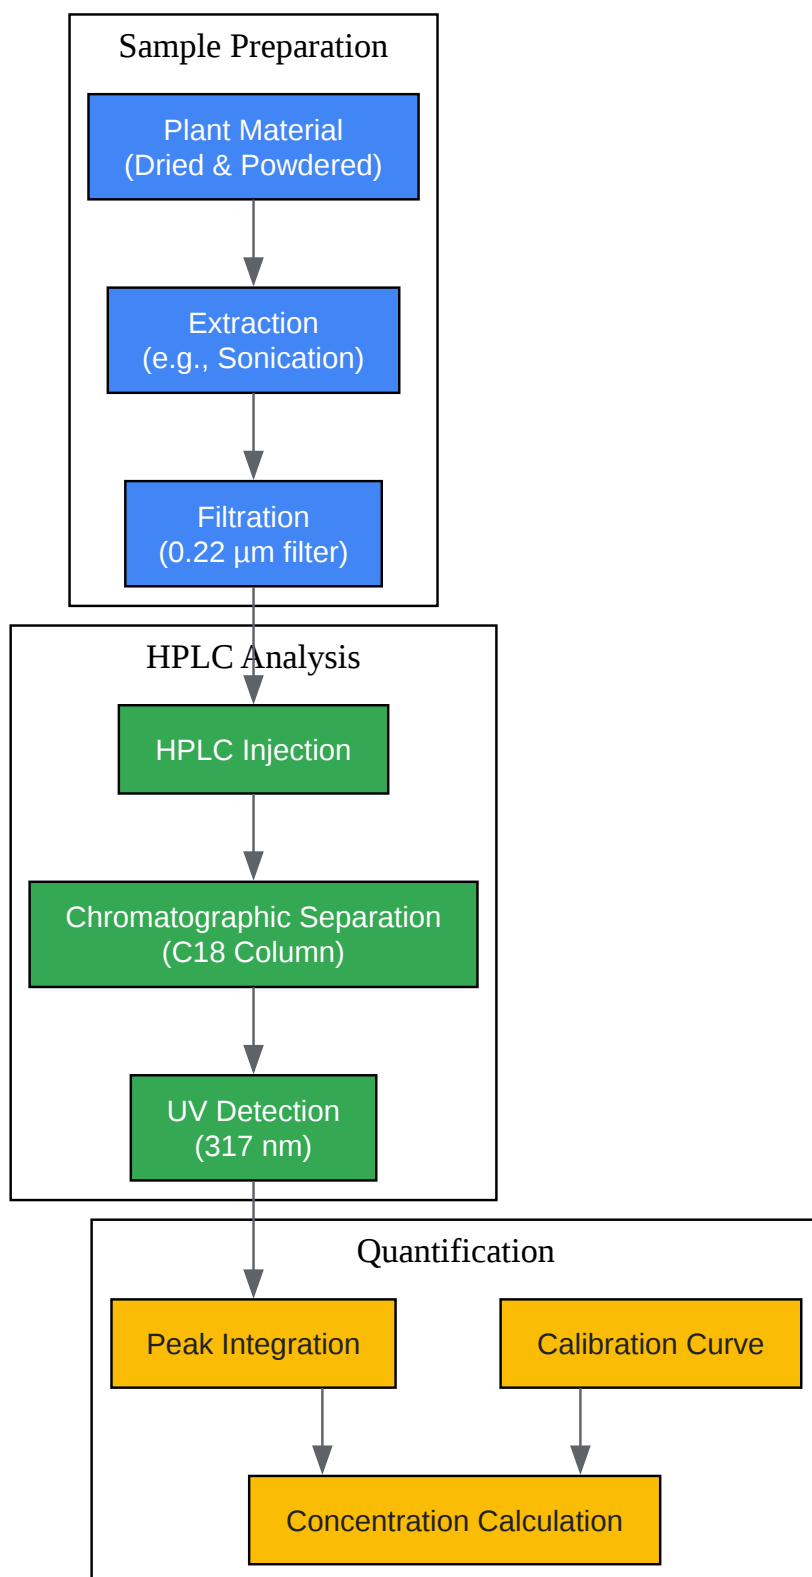 Sample Preparation
Plant Material
(Dried & Powdered)
Extraction
(e.g., Sonication)
Filtration
(0.22 µm filter)
HPLC Analysis
HPLC Injection
Chromatographic Separation
(C18 Column)
UV Detection
(317 nm)
Quantification
Peak Integration
Calibration Curve
Concentration Calculation